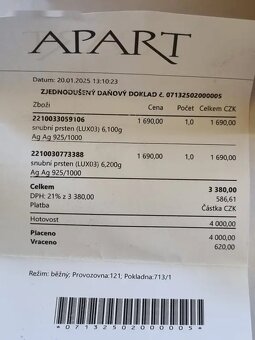 APART
Datum: 20.01.2025 13:10:23
ZJEDNODUŠENÝ DAŇOVÝ DOKLAD č. 07132502000005
Zboží Cena Počet Celkem CZK
2210033059106 1 690,00 1,0 1 690,00
snubní prsten (LUX03) 6,100g
Ag Ag 925/1000
2210030773388 1 690,00 1,0 1 690,00
snubní prsten (LUX03) 6,200g
Ag Ag 925/1000
Celkem 3 380,00
DPH: 21% z 3 380,00 586,61
Platba Částka CZK
Hotovost 4 000,00
Placeno 4 000,00
Vráceno 620,00
Režim: běžný; Provozovna:121; Pokladna:713/1
*07132502000005*